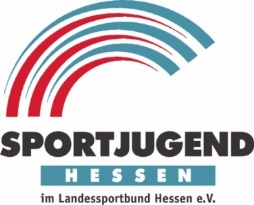 SPORTJUGEND
HESSEN
im Landessportbund Hessen e.V.